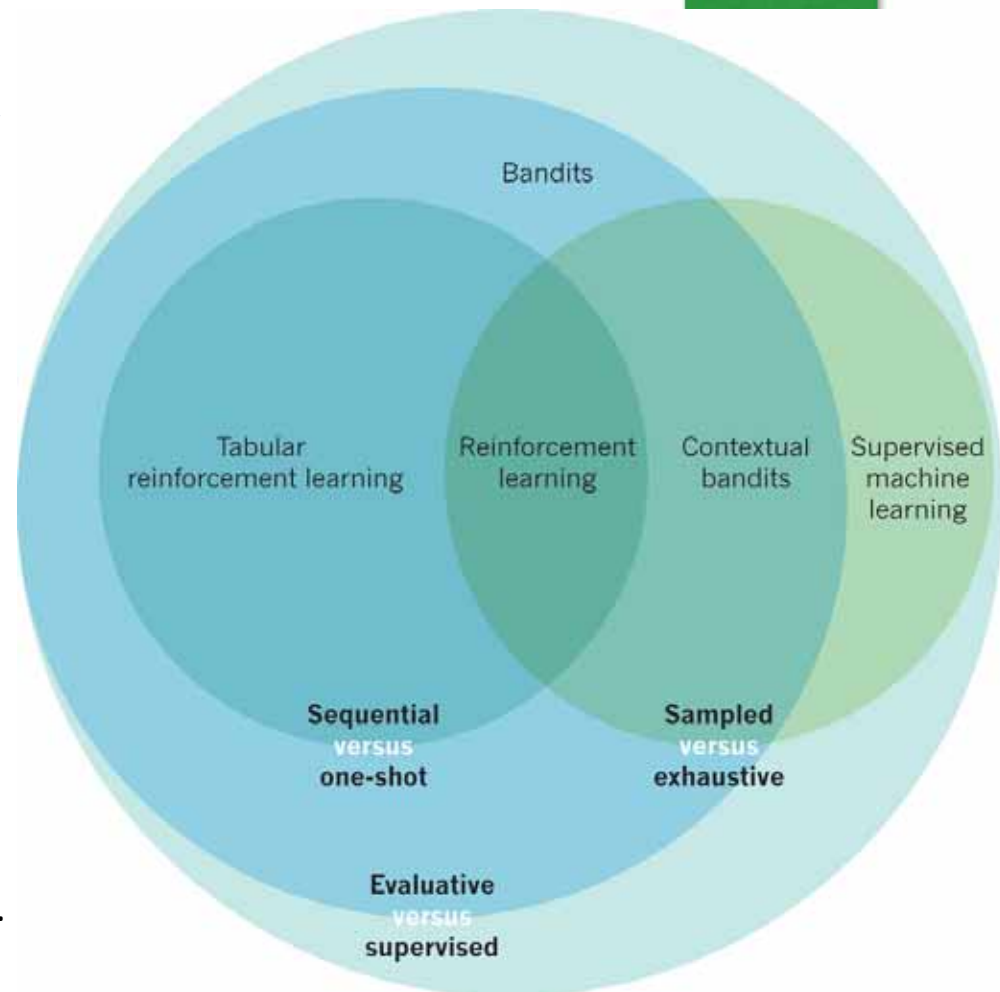 Bandits
Tabular
reinforcement learning
Reinforcement
learning
Contextual
bandits
Supervised
machine
learning
Sequential
versus
one-shot
Sampled
versus
exhaustive
Evaluative
versus
supervised